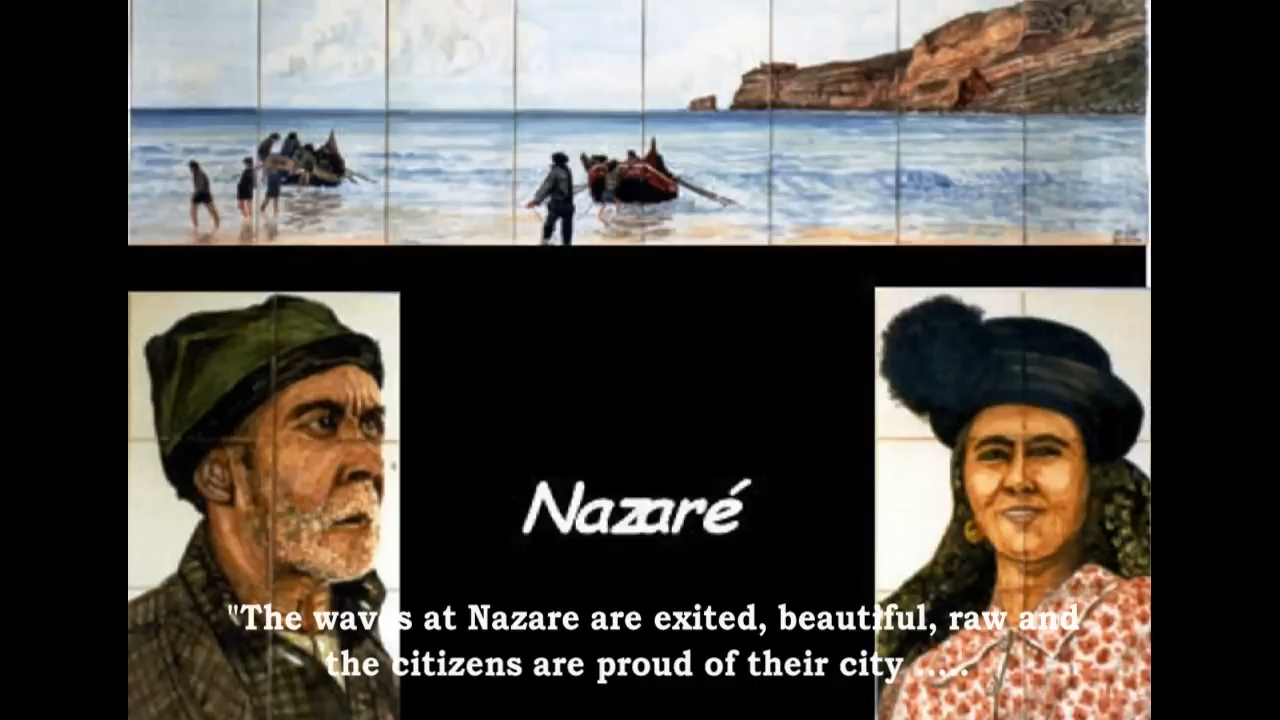 Nazaré
"The waves at Nazare are exited, beautiful, raw and
the citizens are proud of their city .....